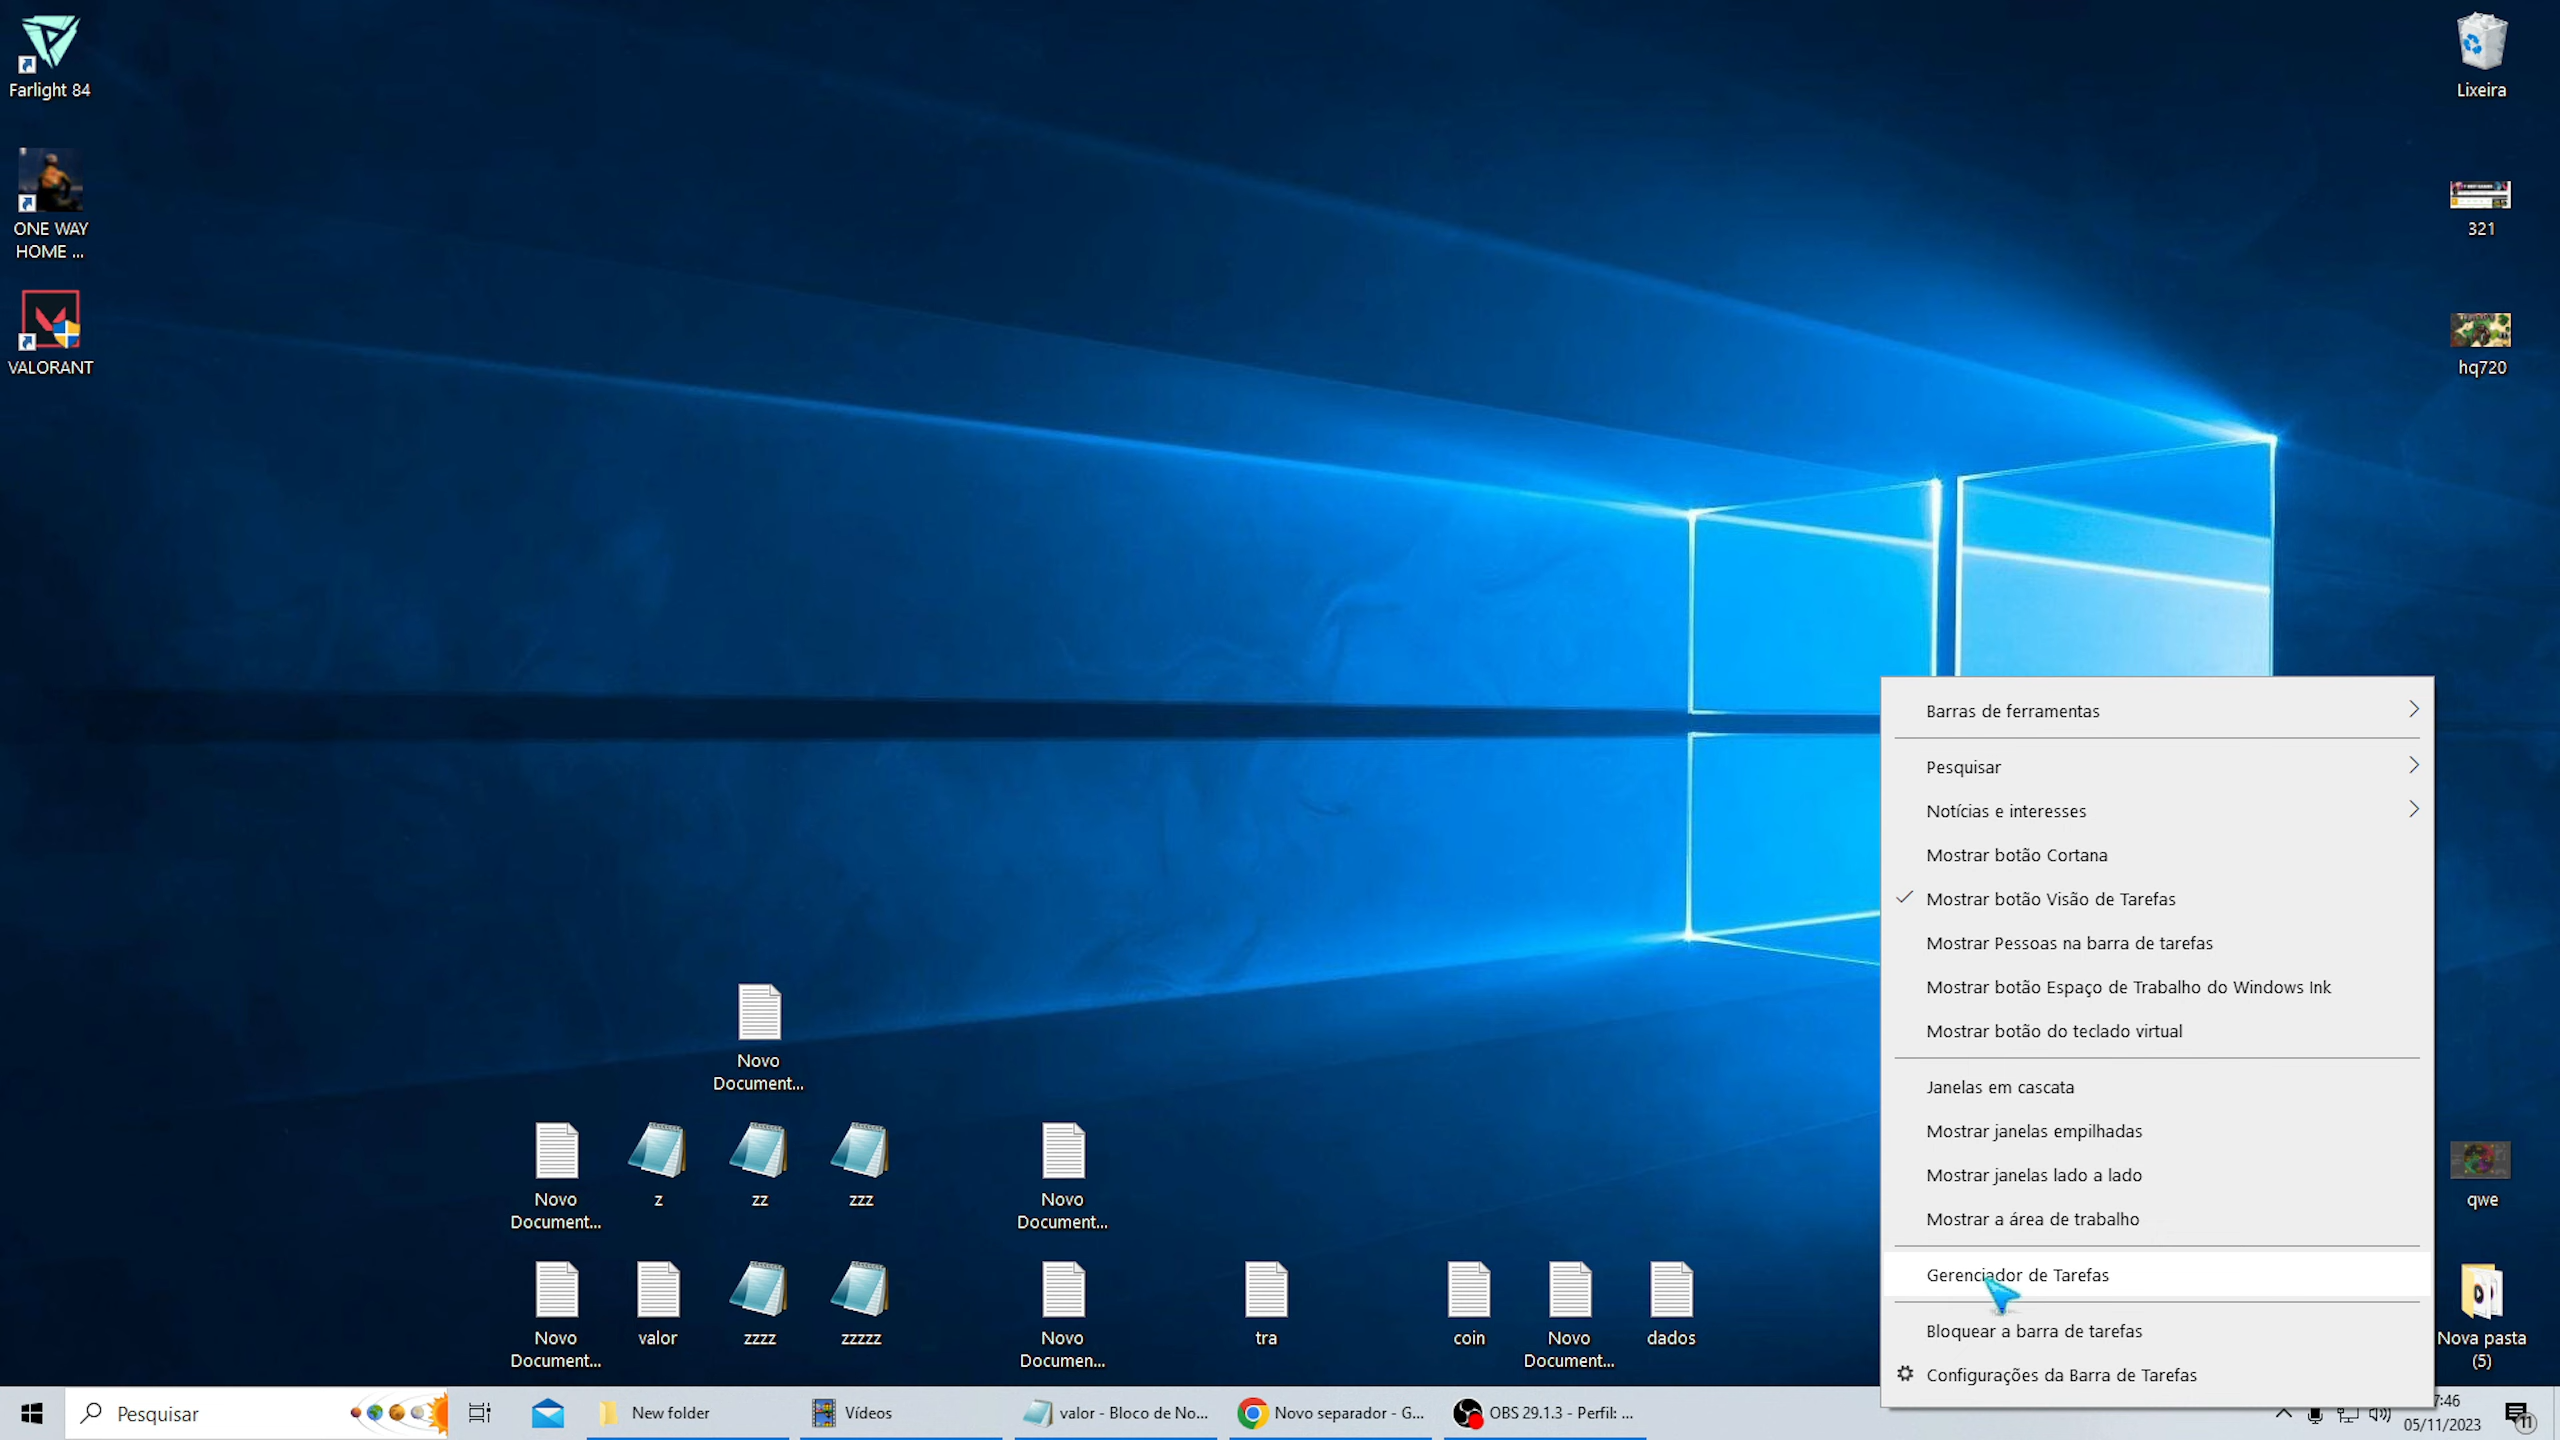 Farlight 84
ONE WAY
HOME ...
VALORANT
Lixeira
321
hq720
Barras de ferramentas
Pesquisar
Notícias e interesses
Mostrar botão Cortana
Mostrar botão Visão de Tarefas
Mostrar Pessoas na barra de tarefas
Mostrar botão Espaço de Trabalho do Windows Ink
Mostrar botão do teclado virtual
Janelas em cascata
Mostrar janelas empilhadas
Mostrar janelas lado a lado
Mostrar a área de trabalho
Gerenciador de Tarefas
Bloquear a barra de tarefas
Configurações da Barra de Tarefas
Novo
Document...
Novo
Document...
z
zz
zzz
Novo
Document...
qwe
Novo
Document...
valor
zzzz
zzzzz
Novo
Documen...
tra
coin
Novo
Document...
dados
Nova pasta
(5)
Pesquisar
New folder
Vídeos
valor - Bloco de No...
Novo separador - G...
OBS 29.1.3 - Perfil: ...
:46
05/11/2023
11